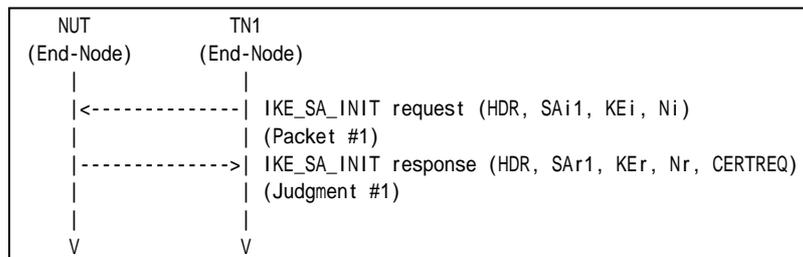 NUT TN1
(End-Node) (End-Node)
| |
|<--------------| IKE_SA_INIT request (HDR, SAi1, KEi, Ni)
| | (Packet #1)
|-------------->| IKE_SA_INIT response (HDR, SAr1, KEr, Nr, CERTREQ)
| | (Judgment #1)
| |
V V